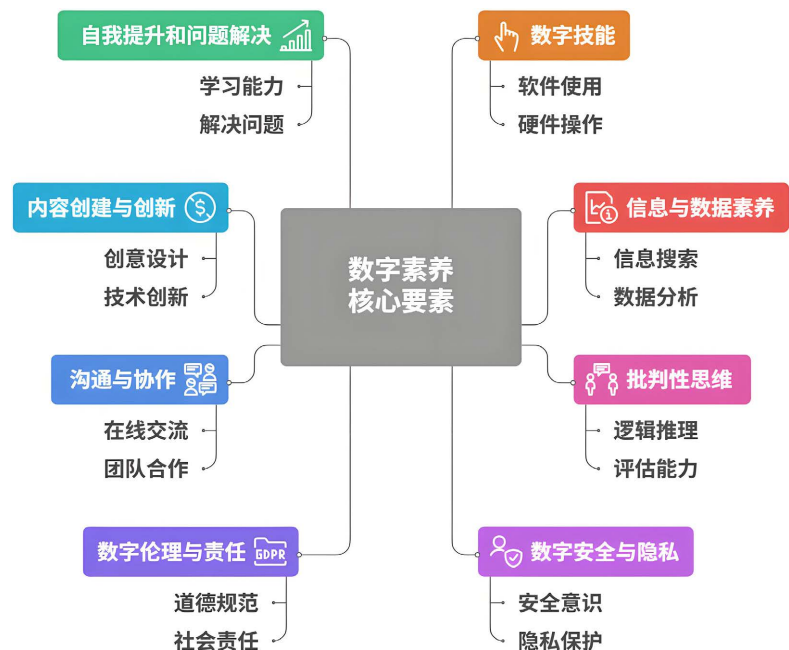 自我提升和问题解决
学习能力
解决问题
数字技能
软件使用
硬件操作
内容创建与创新
创意设计
技术创新
信息与数据素养
信息搜索
数据分析
数字素养
核心要素
沟通与协作
在线交流
团队合作
批判性思维
逻辑推理
评估能力
数字伦理与责任
GDPR
道德规范
社会责任
数字安全与隐私
安全意识
隐私保护